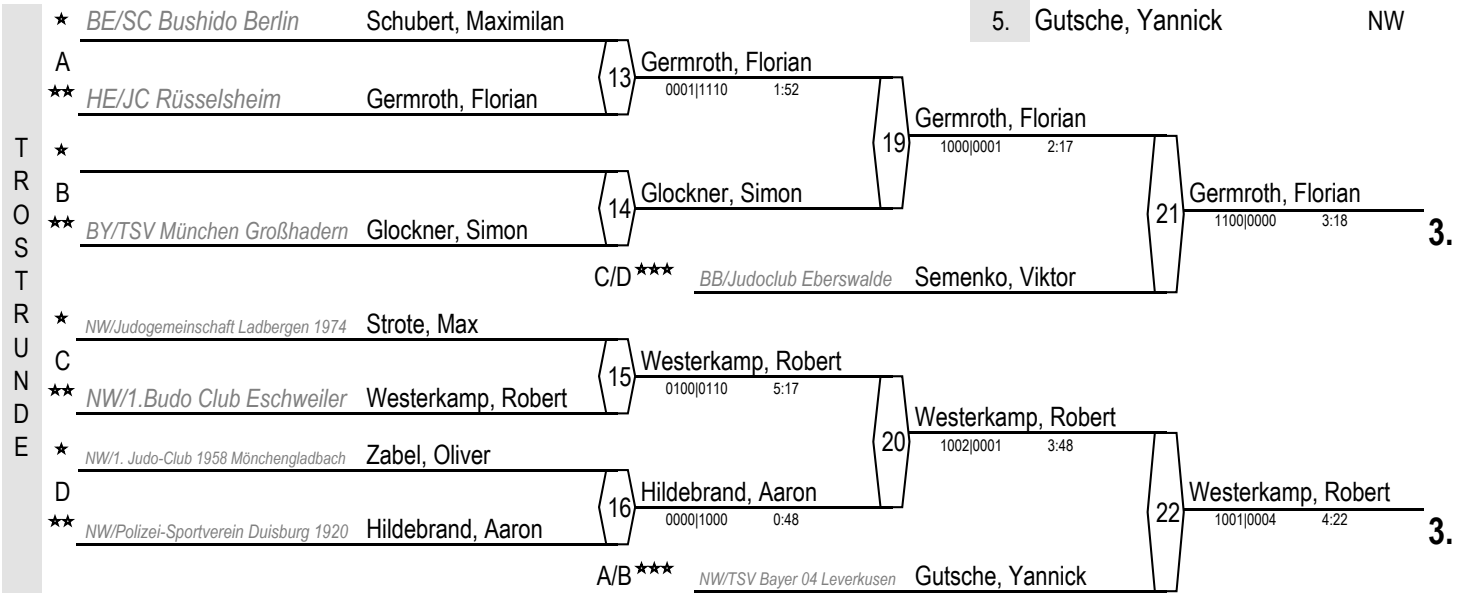 ★ BE/SC Bushido Berlin Schubert, Maximilan
5. Gutsche, Yannick NW
A
13 Germroth, Florian
0001|1110 1:52
★★ HE/JC Rüsselsheim Germroth, Florian
19 Germroth, Florian
1000|0001 2:17
TROSTRUNDE
★
B
14 Glockner, Simon
★★ BY/TSV München Großhadern Glockner, Simon
21 Germroth, Florian
1100|0000 3:18
3.
C/D ★★★ BB/Judoclub Eberswalde Semenko, Viktor
★ NW/Judogemeinschaft Ladbergen 1974 Strote, Max
C
15 Westerkamp, Robert
0100|0110 5:17
★★ NW/1.Budo Club Eschweiler Westerkamp, Robert
20 Westerkamp, Robert
1002|0001 3:48
★ NW/1. Judo-Club 1958 Mönchengladbach Zabel, Oliver
D
16 Hildebrand, Aaron
0000|1000 0:48
★★ NW/Polizei-Sportverein Duisburg 1920 Hildebrand, Aaron
22 Westerkamp, Robert
1001|0004 4:22
3.
A/B ★★★ NW/TSV Bayer 04 Leverkusen Gutsche, Yannick